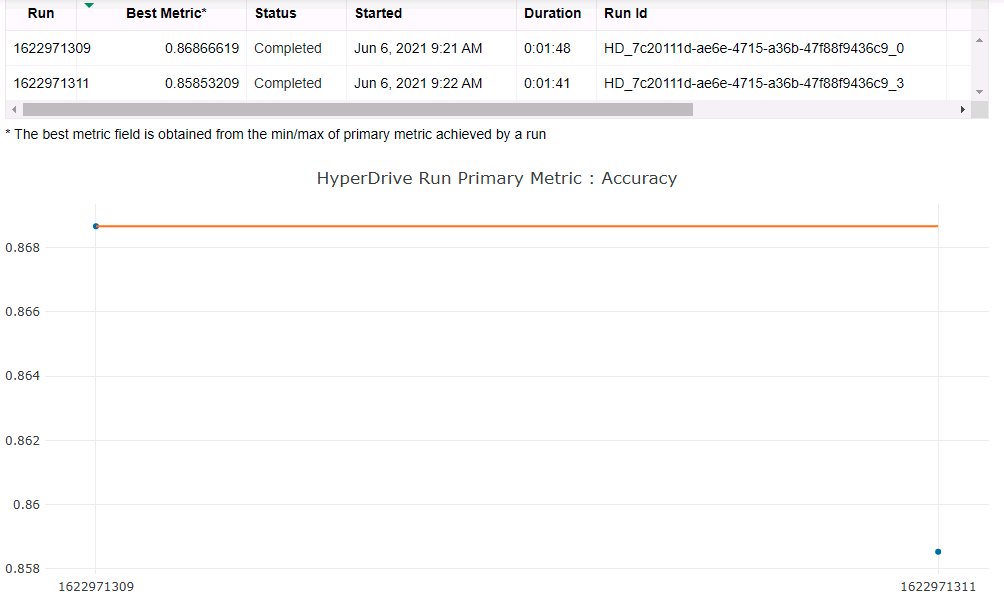 Run Best Metric* Status Started Duration Run Id
1622971309 0.86866619 Completed Jun 6, 2021 9:21 AM 0:01:48 HD_7c20111d-ae6e-4715-a36b-47f88f9436c9_0
1622971311 0.85853209 Completed Jun 6, 2021 9:22 AM 0:01:41 HD_7c20111d-ae6e-4715-a36b-47f88f9436c9_3
* The best metric field is obtained from the min/max of primary metric achieved by a run
HyperDrive Run Primary Metric : Accuracy
0.868
0.866
0.864
0.862
0.86
0.858
1622971309 1622971311